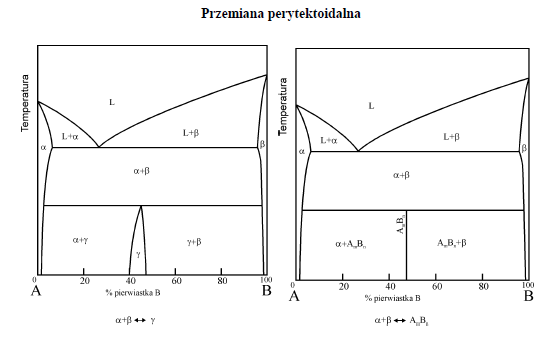 Przemiana perytektoidalna
Temperatura
L
L+α
L+β
α
β
α+β
α+γ
γ
γ+β
0
20
40
60
80
100
A
% pierwiastka B
B
α+β ↔ γ
Temperatura
L
L+α
L+β
α
β
α+β
AₘBₙ
α+AₘBₙ
AₘBₙ+β
0
20
40
60
80
100
A
% pierwiastka B
B
α+β ↔ AₘBₙ